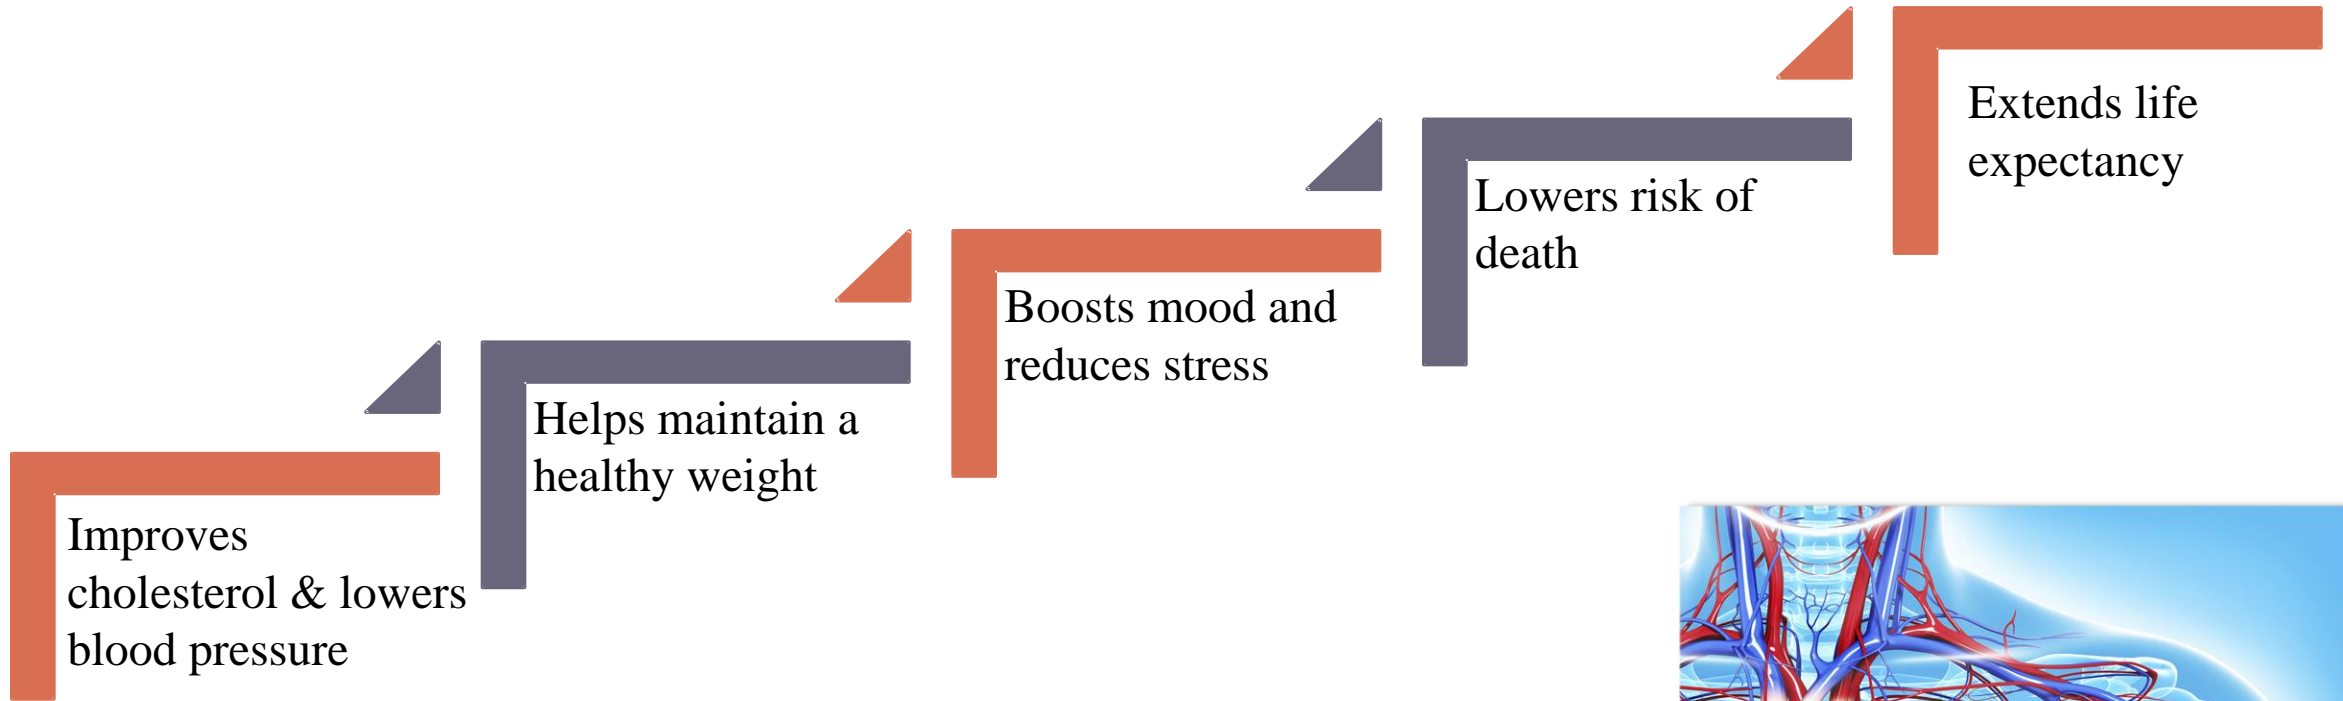 Improves
cholesterol & lowers
blood pressure
Helps maintain a
healthy weight
Boosts mood and
reduces stress
Lowers risk of
death
Extends life
expectancy